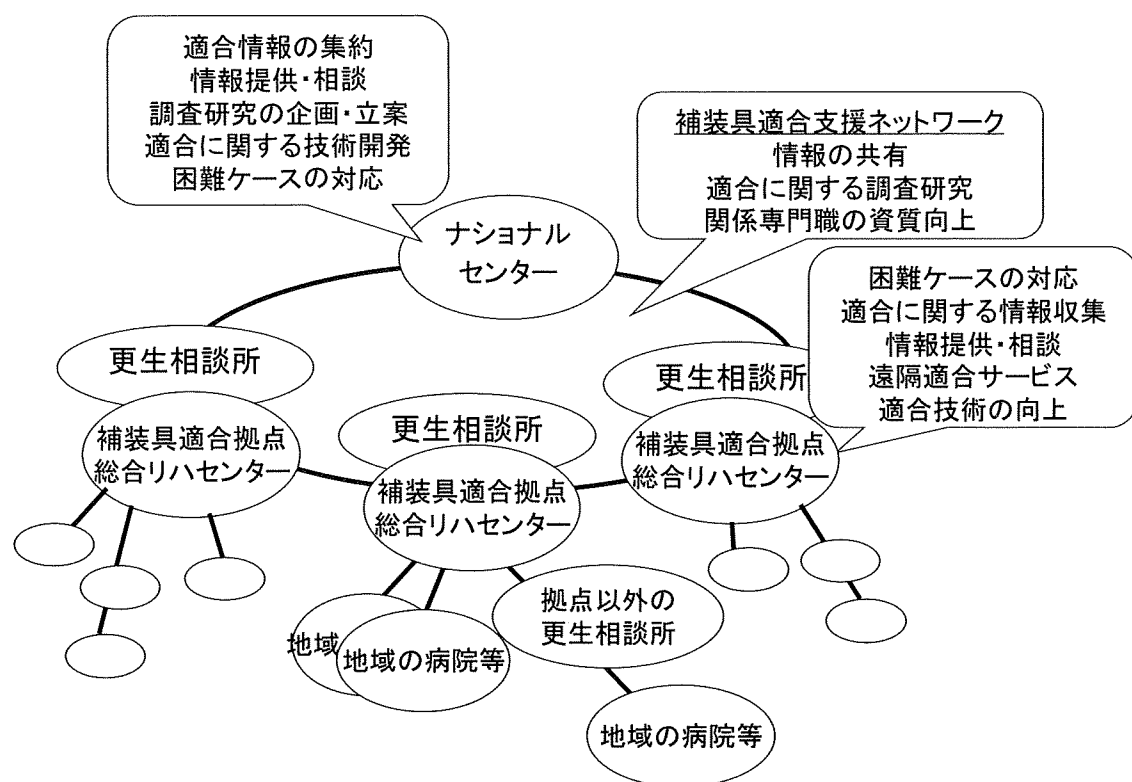 適合情報の集約
情報提供・相談
調査研究の企画・立案
適合に関する技術開発
困難ケースの対応
補装具適合支援ネットワーク
情報の共有
適合に関する調査研究
関係専門職の資質向上
ナショナル
センター
困難ケースの対応
適合に関する情報収集
情報提供・相談
遠隔適合サービス
適合技術の向上
更生相談所
補装具適合拠点
総合リハセンター
更生相談所
補装具適合拠点
総合リハセンター
更生相談所
補装具適合拠点
総合リハセンター
拠点以外の
更生相談所
地域
地域の病院等
地域の病院等